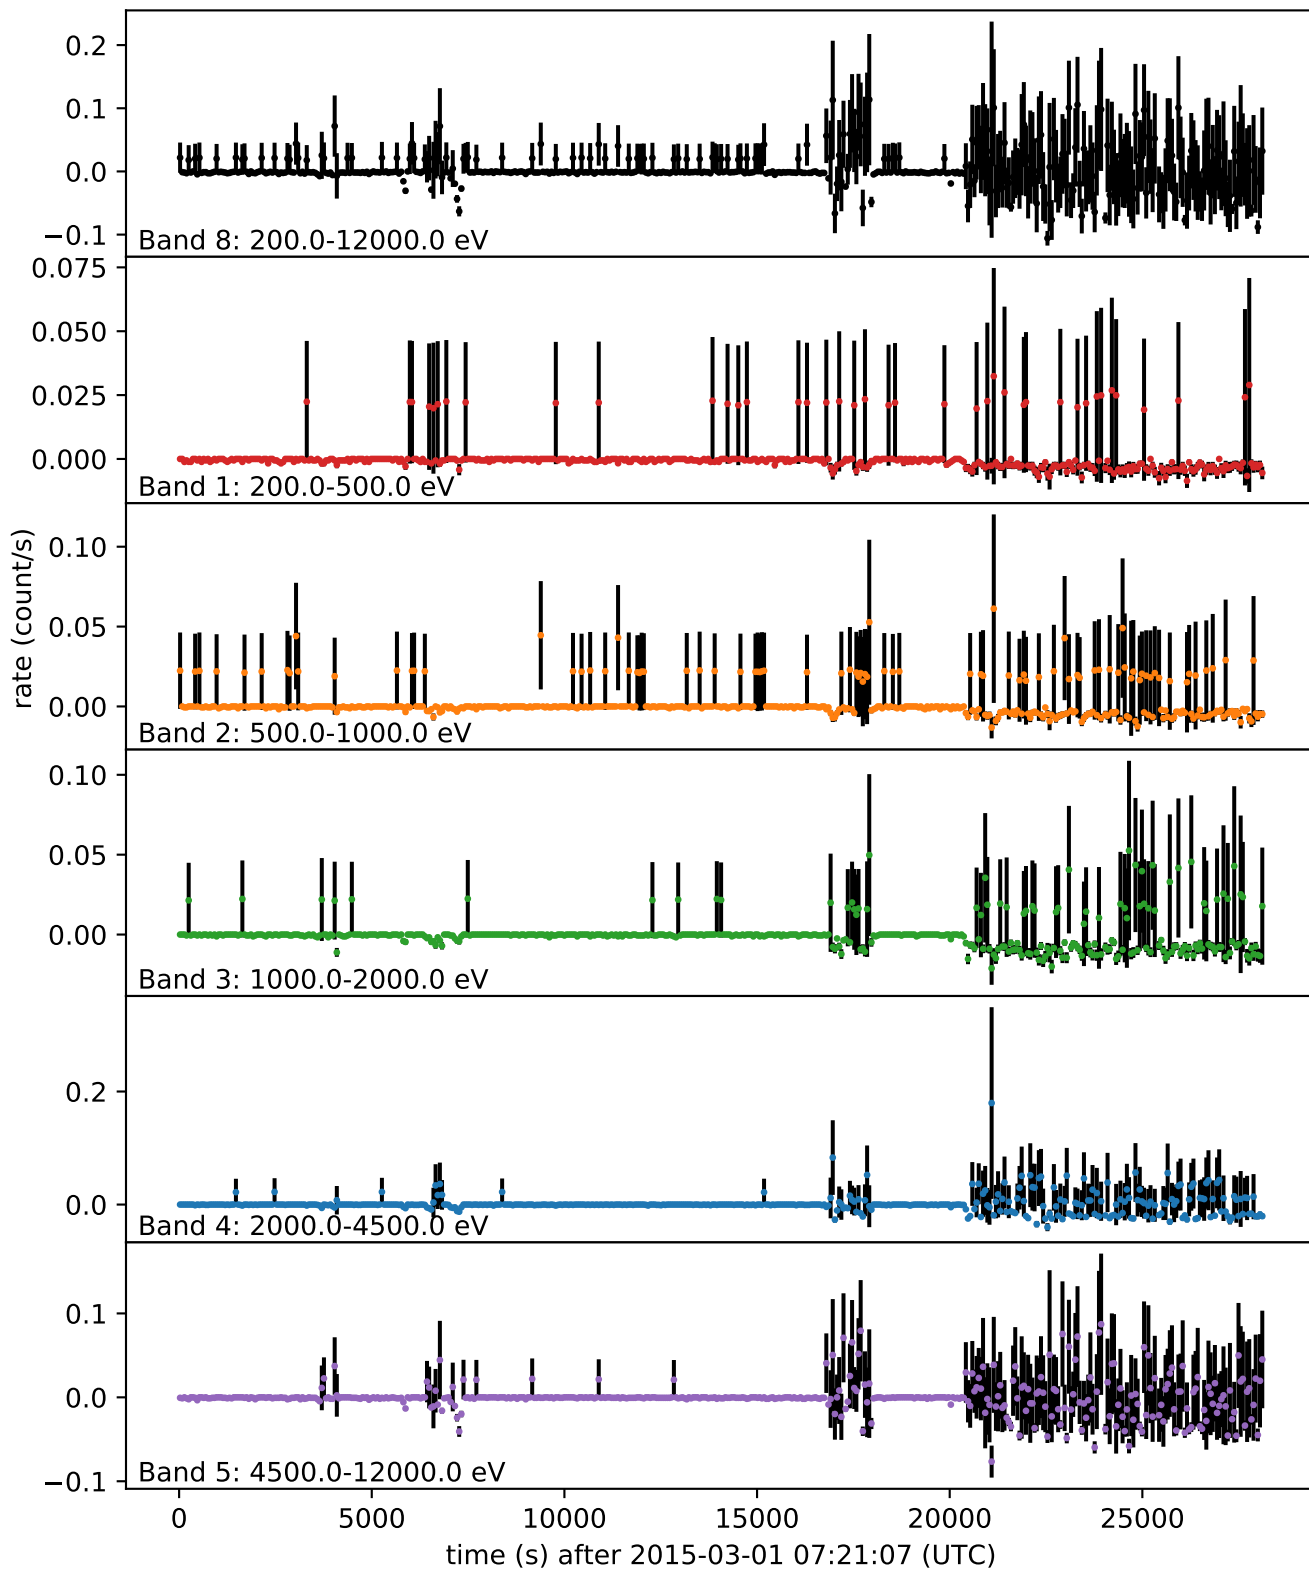 0.2
0.1
0.0
−0.1
Band 8: 200.0-12000.0 eV
0.075
0.050
0.025
0.000
Band 1: 200.0-500.0 eV
rate (count/s)
0.10
0.05
0.00
Band 2: 500.0-1000.0 eV
0.10
0.05
0.00
Band 3: 1000.0-2000.0 eV
0.2
0.0
Band 4: 2000.0-4500.0 eV
0.1
0.0
−0.1
Band 5: 4500.0-12000.0 eV
0 5000 10000 15000 20000 25000
time (s) after 2015-03-01 07:21:07 (UTC)